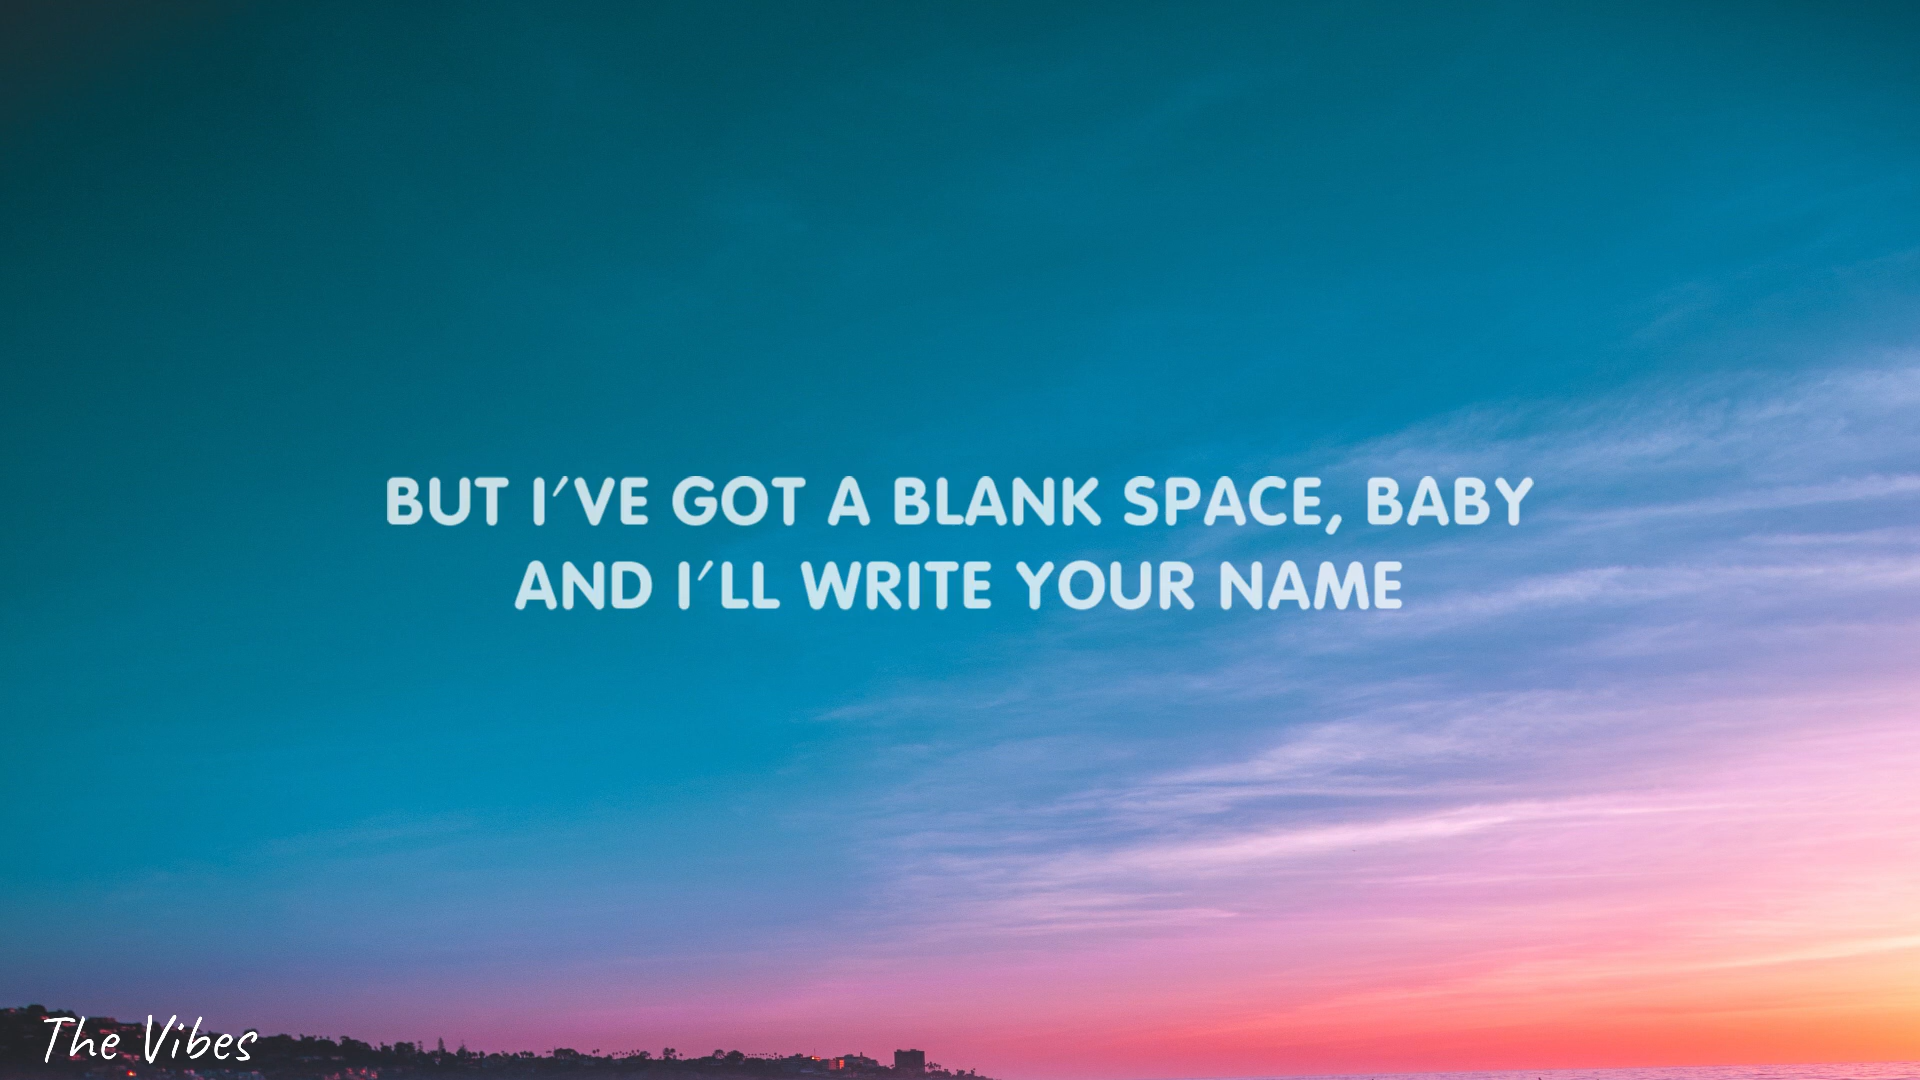 BUT I'VE GOT A BLANK SPACE, BABY
AND I'LL WRITE YOUR NAME
The Vibes